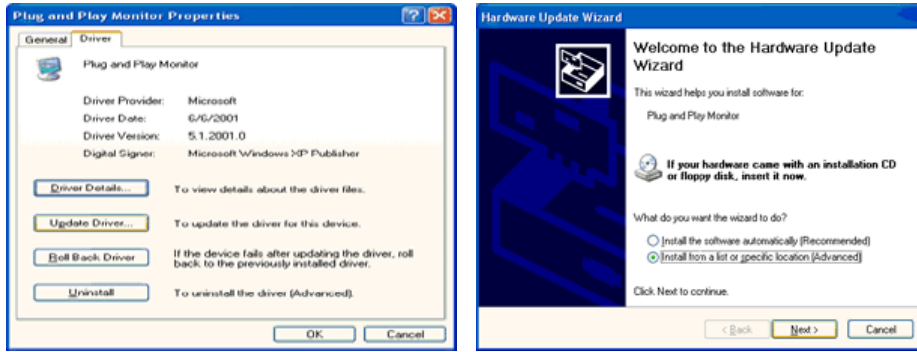 Plug and Play Monitor Properties
General
Driver
Plug and Play Monitor
Driver Provider: Microsoft
Driver Date: 6/6/2001
Driver Version: 5.1.2001.0
Digital Signer: Microsoft Windows XP Publisher
Driver Details... To view details about the driver files.
Update Driver... To update the driver for this device.
Roll Back Driver If the device fails after updating the driver, roll
back to the previously installed driver.
Uninstall To uninstall the driver (Advanced).
OK Cancel
Hardware Update Wizard
Welcome to the Hardware Update
Wizard
This wizard helps you install software for:
Plug and Play Monitor
If your hardware came with an installation CD
or floppy disk, insert it now.
What do you want the wizard to do?
Install the software automatically (Recommended)
Install from a list or specific location (Advanced)
Click Next to continue.
< Back Next > Cancel